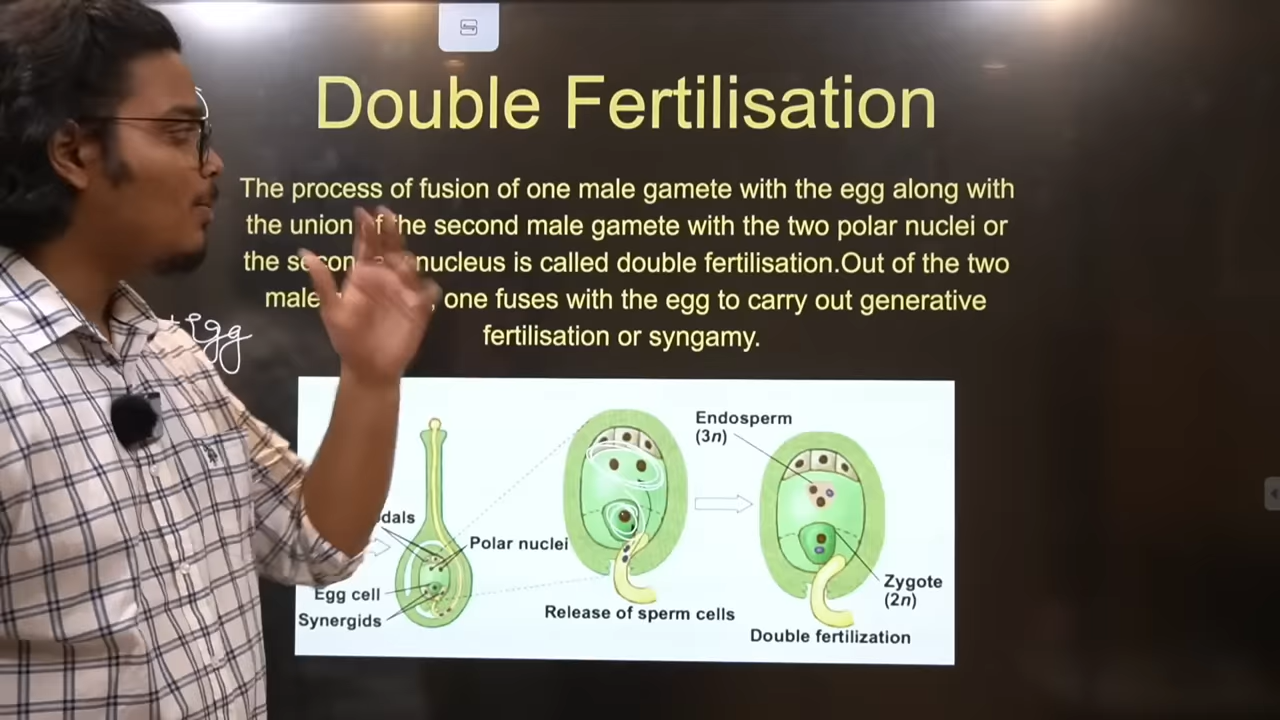 Double Fertilisation
The process of fusion of one male gamete with the egg along with
the union of the second male gamete with the two polar nuclei or
the nucleus is called double fertilisation.Out of the two
male one fuses with the egg to carry out generative
fertilisation or syngamy.
+ Egg
Endosperm
(3n)
Polar nuclei
Egg cell
Synergids
Release of sperm cells
Zygote
(2n)
Double fertilization